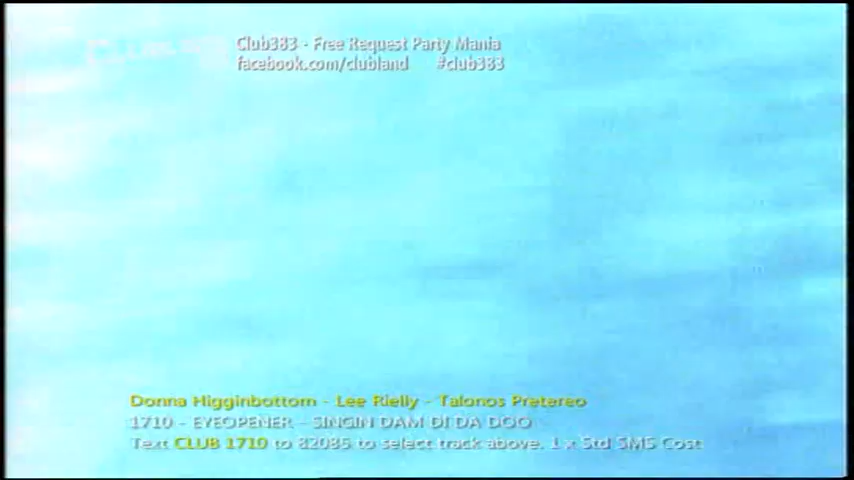 Club383 - Free Request Party Mania
facebook.com/clubland #club383
Donna Higginbottom - Lee Rielly - Talonos Pretereo
1710 - EYEOPENER - SINGIN DAM DI DA DOO
Text CLUB 1710 to 82085 to select track above. 1 x Std SMS Cost